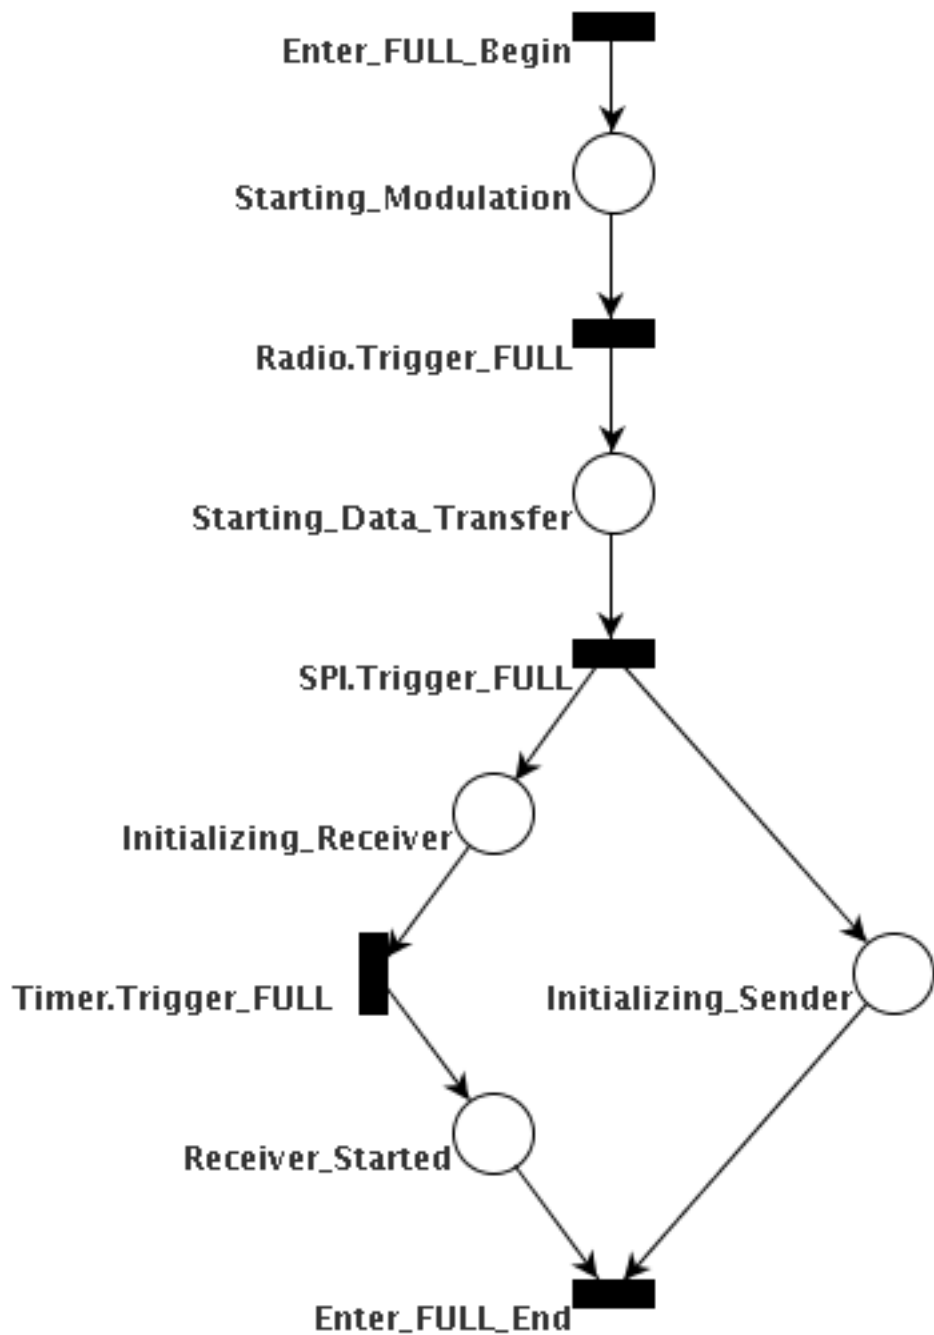 Enter_FULL_Begin
Starting_Modulation
Radio.Trigger_FULL
Starting_Data_Transfer
SPI.Trigger_FULL
Initializing_Receiver
Timer.Trigger_FULL
Initializing_Sender
Receiver_Started
Enter_FULL_End